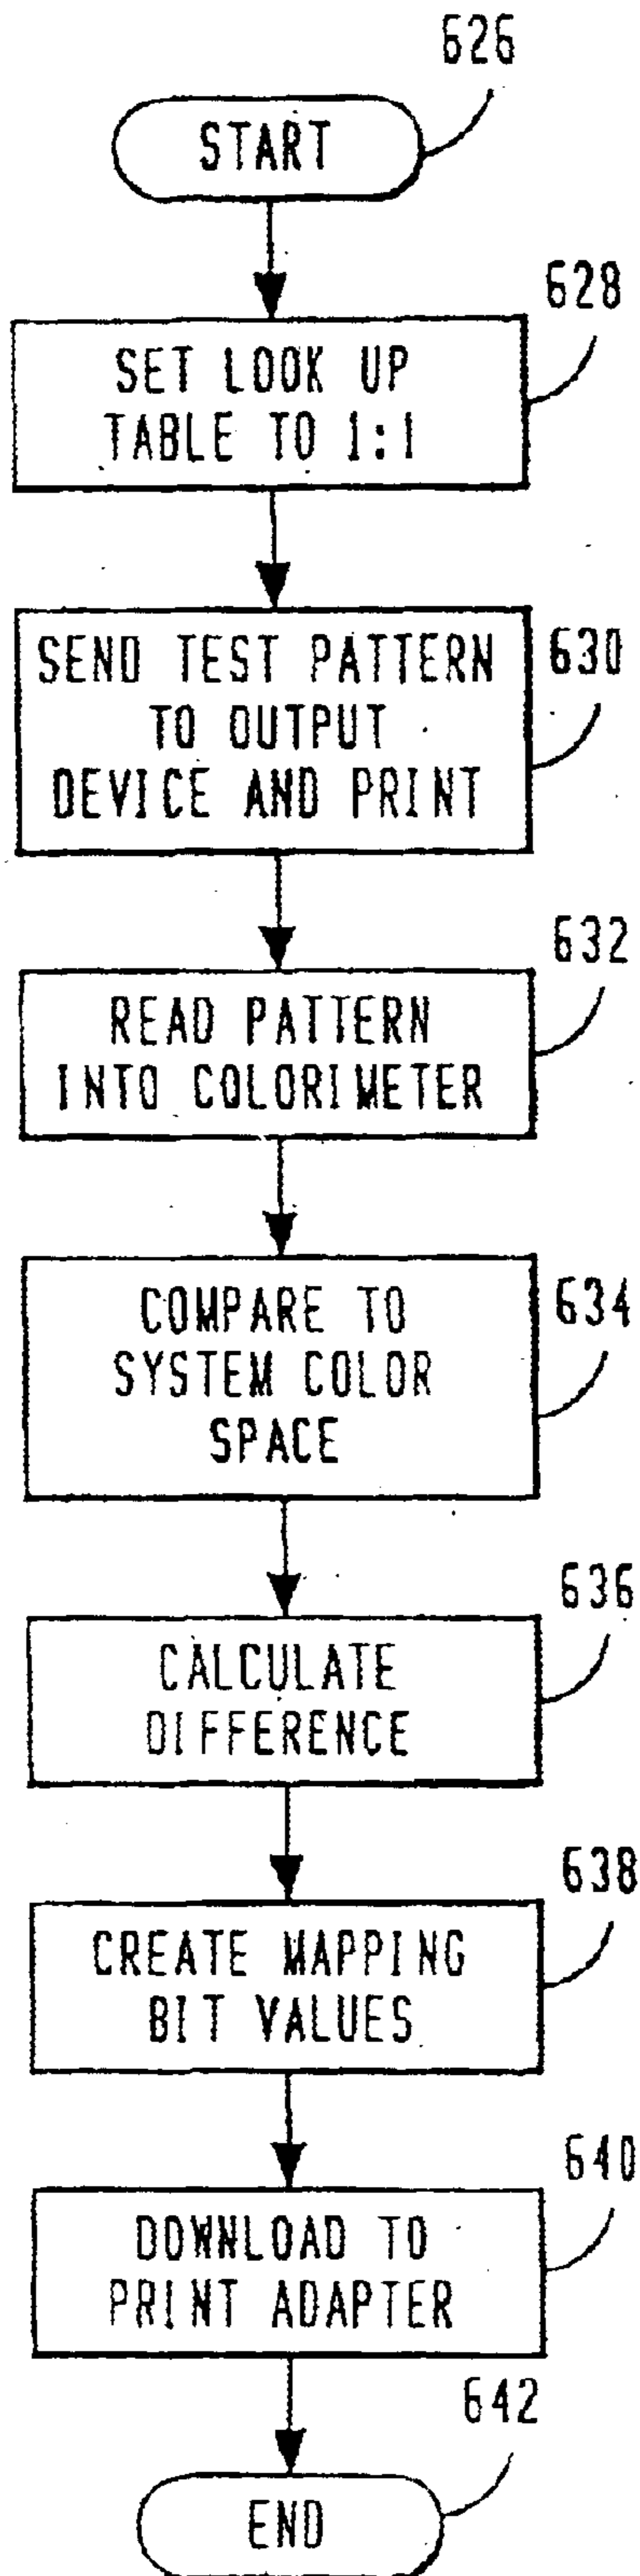 626
START
628
SET LOOK UP
TABLE TO 1:1
630
SEND TEST PATTERN
TO OUTPUT
DEVICE AND PRINT
632
READ PATTERN
INTO COLORIMETER
634
COMPARE TO
SYSTEM COLOR
SPACE
636
CALCULATE
DIFFERENCE
638
CREATE MAPPING
BIT VALUES
640
DOWNLOAD TO
PRINT ADAPTER
642
END